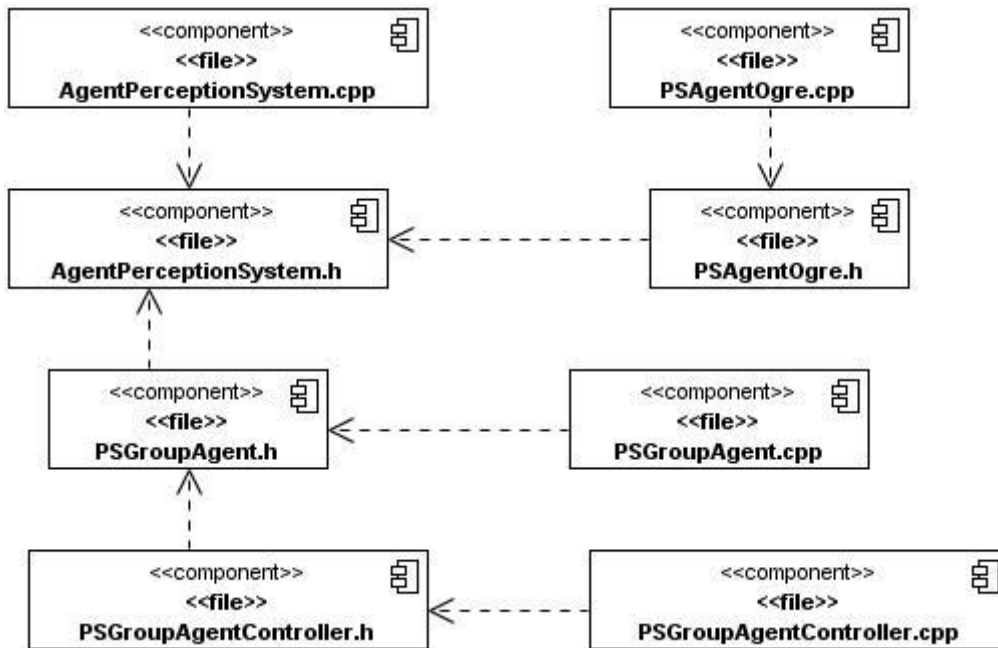 <<component>>
<<file>>
AgentPerceptionSystem.cpp
<<component>>
<<file>>
PSAgentOgre.cpp
<<component>>
<<file>>
AgentPerceptionSystem.h
<<component>>
<<file>>
PSAgentOgre.h
<<component>>
<<file>>
PSGroupAgent.h
<<component>>
<<file>>
PSGroupAgent.cpp
<<component>>
<<file>>
PSGroupAgentController.h
<<component>>
<<file>>
PSGroupAgentController.cpp